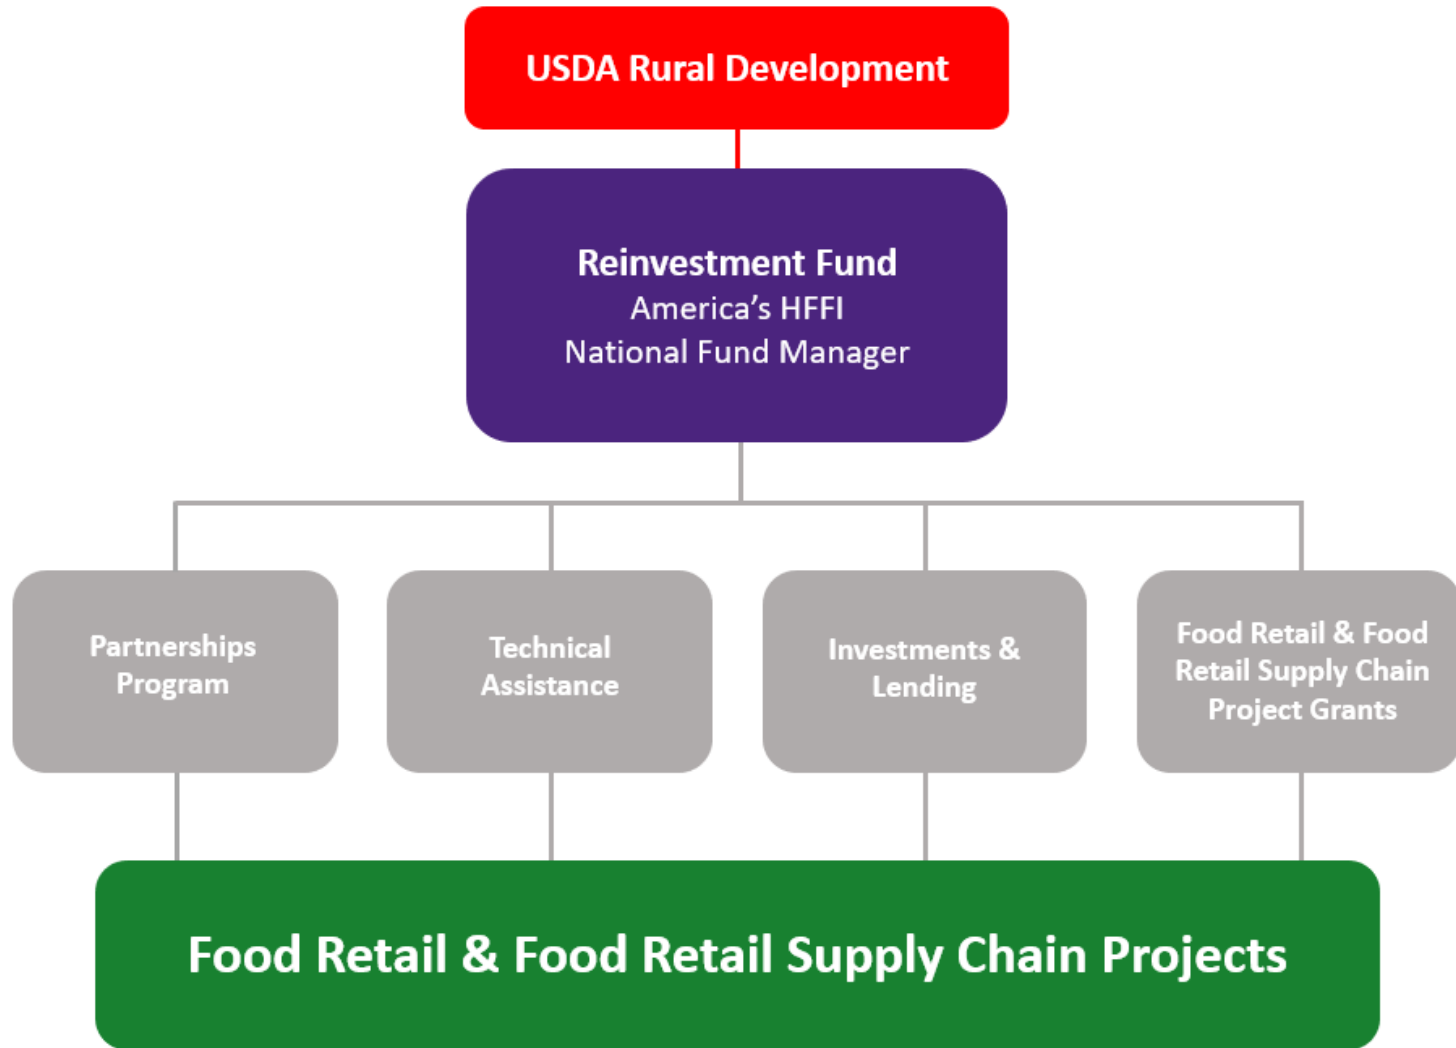 USDA Rural Development
Reinvestment Fund
America’s HFFI
National Fund Manager
Partnerships
Program
Technical
Assistance
Investments &
Lending
Food Retail & Food
Retail Supply Chain
Project Grants
Food Retail & Food Retail Supply Chain Projects